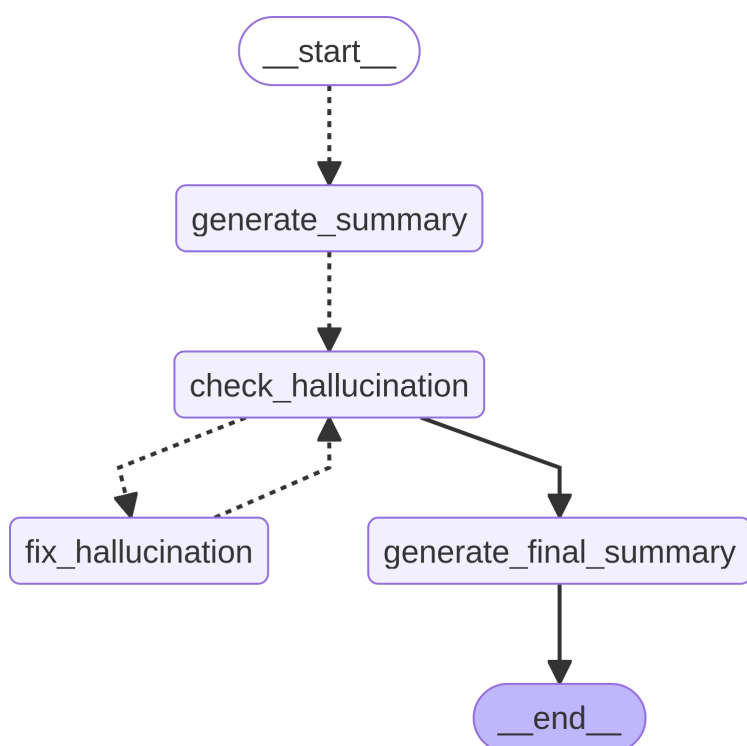 __start__
generate_summary
check_hallucination
fix_hallucination
generate_final_summary
__end__